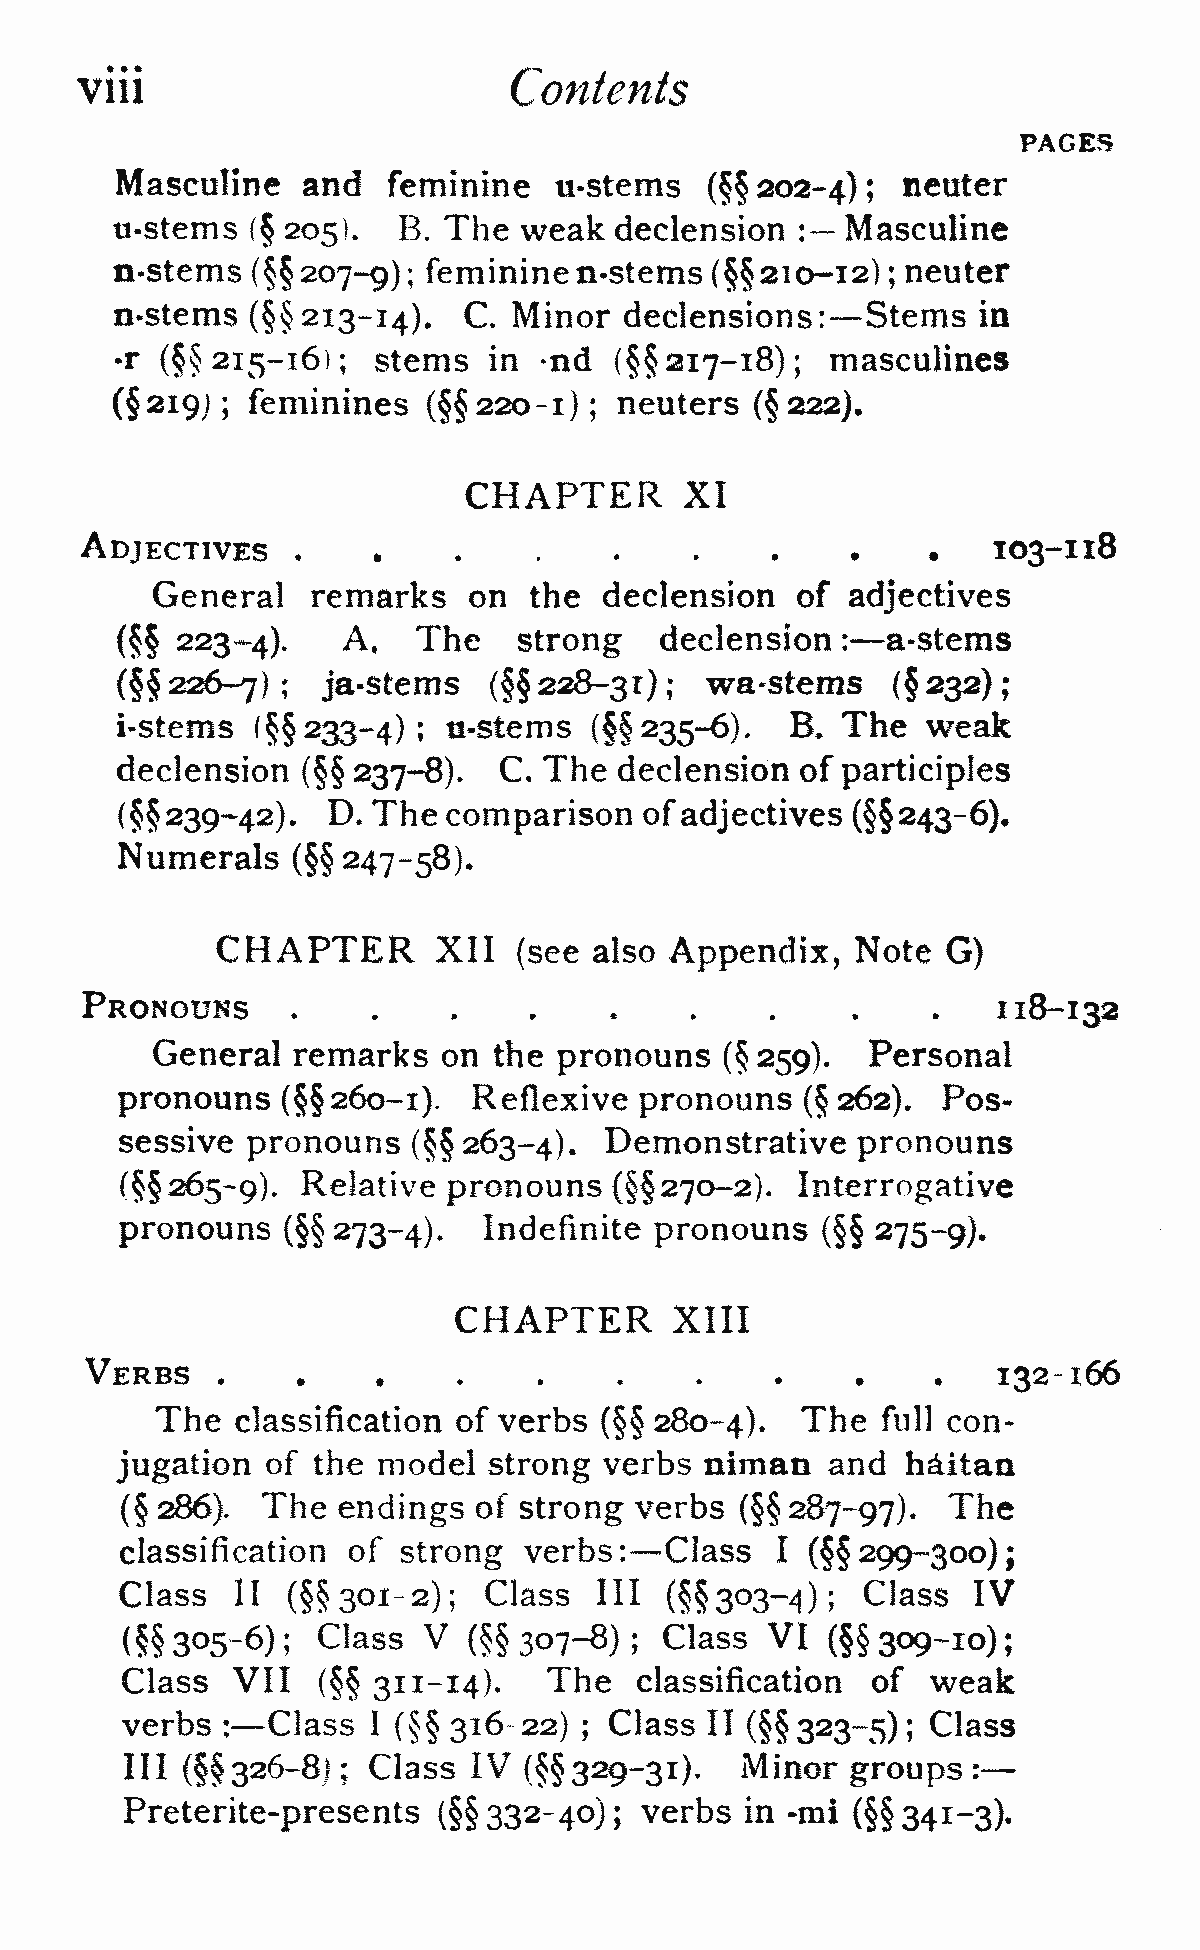 viii Contents
PAGES
Masculine and feminine u-stems (§§ 202-4); neuter
u-stems (§ 205). B. The weak declension :— Masculine
n-stems (§§ 207-9); feminine n-stems (§§ 210-12); neuter
n-stems (§§ 213-14). C. Minor declensions:—Stems in
-r (§§ 215-16); stems in -nd (§§ 217-18); masculines
(§ 219); feminines (§§ 220-1); neuters (§ 222).
CHAPTER XI
ADJECTIVES . . . . . . . . . 103-118
General remarks on the declension of adjectives
(§§ 223-4). A. The strong declension :—a-stems
(§§ 226-7); ja-stems (§§ 228-31); wa-stems (§ 232);
i-stems (§§ 233-4); u-stems (§§ 235-6). B. The weak
declension (§§ 237-8). C. The declension of participles
(§§ 239-42). D. The comparison of adjectives (§§ 243-6).
Numerals (§§ 247-58).
CHAPTER XII (see also Appendix, Note G)
PRONOUNS . . . . . . . . . 118-132
General remarks on the pronouns (§ 259). Personal
pronouns (§§ 260-1). Reflexive pronouns (§ 262). Pos-
sessive pronouns (§§ 263-4). Demonstrative pronouns
(§§ 265-9). Relative pronouns (§§ 270-2). Interrogative
pronouns (§§ 273-4). Indefinite pronouns (§§ 275-9).
CHAPTER XIII
VERBS . . . . . . . . . . 132-166
The classification of verbs (§§ 280-4). The full con-
jugation of the model strong verbs niman and háitan
(§ 286). The endings of strong verbs (§§ 287-97). The
classification of strong verbs:—Class I (§§ 299-300);
Class II (§§ 301-2); Class III (§§ 303-4); Class IV
(§§ 305-6); Class V (§§ 307-8); Class VI (§§ 309-10);
Class VII (§§ 311-14). The classification of weak
verbs :—Class I (§§ 316-22); Class II (§§ 323-5); Class
III (§§ 326-8); Class IV (§§ 329-31). Minor groups :—
Preterite-presents (§§ 332-40); verbs in -mi (§§ 341-3).